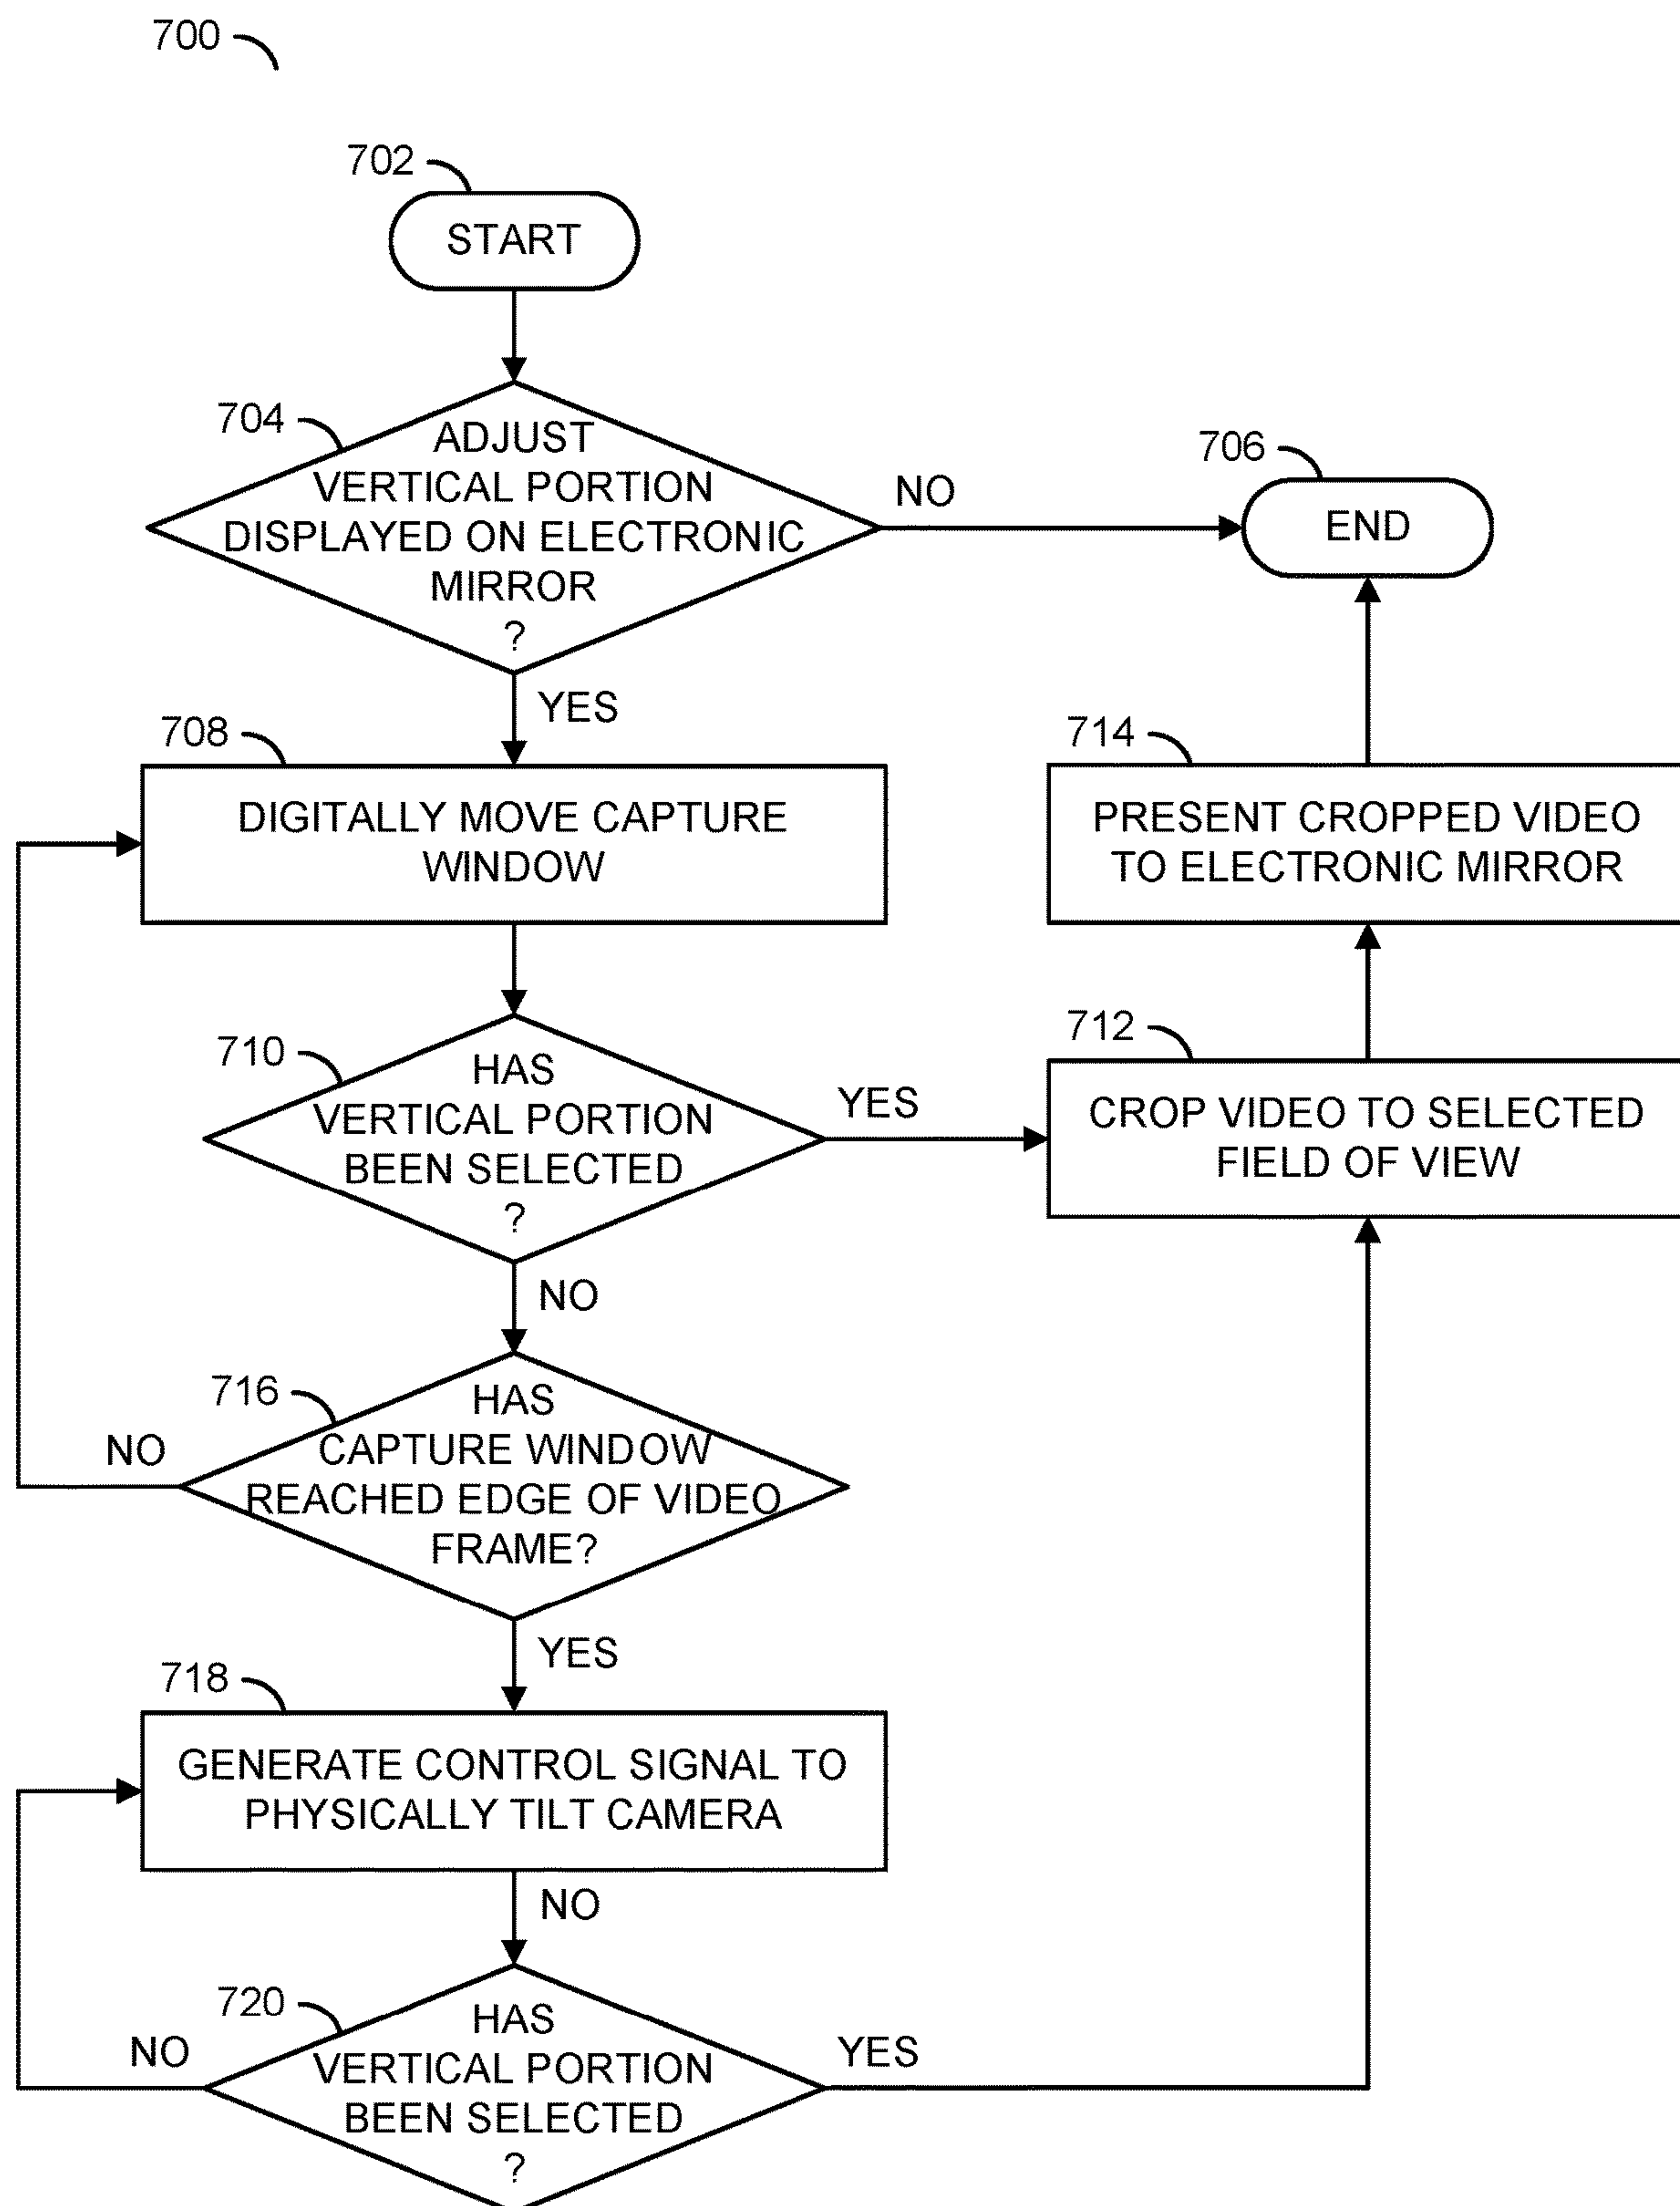 700
702
START
704
ADJUST
VERTICAL PORTION
DISPLAYED ON ELECTRONIC
MIRROR
?
NO
706
END
YES
708
DIGITALLY MOVE CAPTURE
WINDOW
714
PRESENT CROPPED VIDEO
TO ELECTRONIC MIRROR
710
HAS
VERTICAL PORTION
BEEN SELECTED
?
YES
712
CROP VIDEO TO SELECTED
FIELD OF VIEW
NO
716
HAS
CAPTURE WINDOW
REACHED EDGE OF VIDEO
FRAME?
NO
YES
718
GENERATE CONTROL SIGNAL TO
PHYSICALLY TILT CAMERA
NO
720
HAS
VERTICAL PORTION
BEEN SELECTED
?
NO
YES